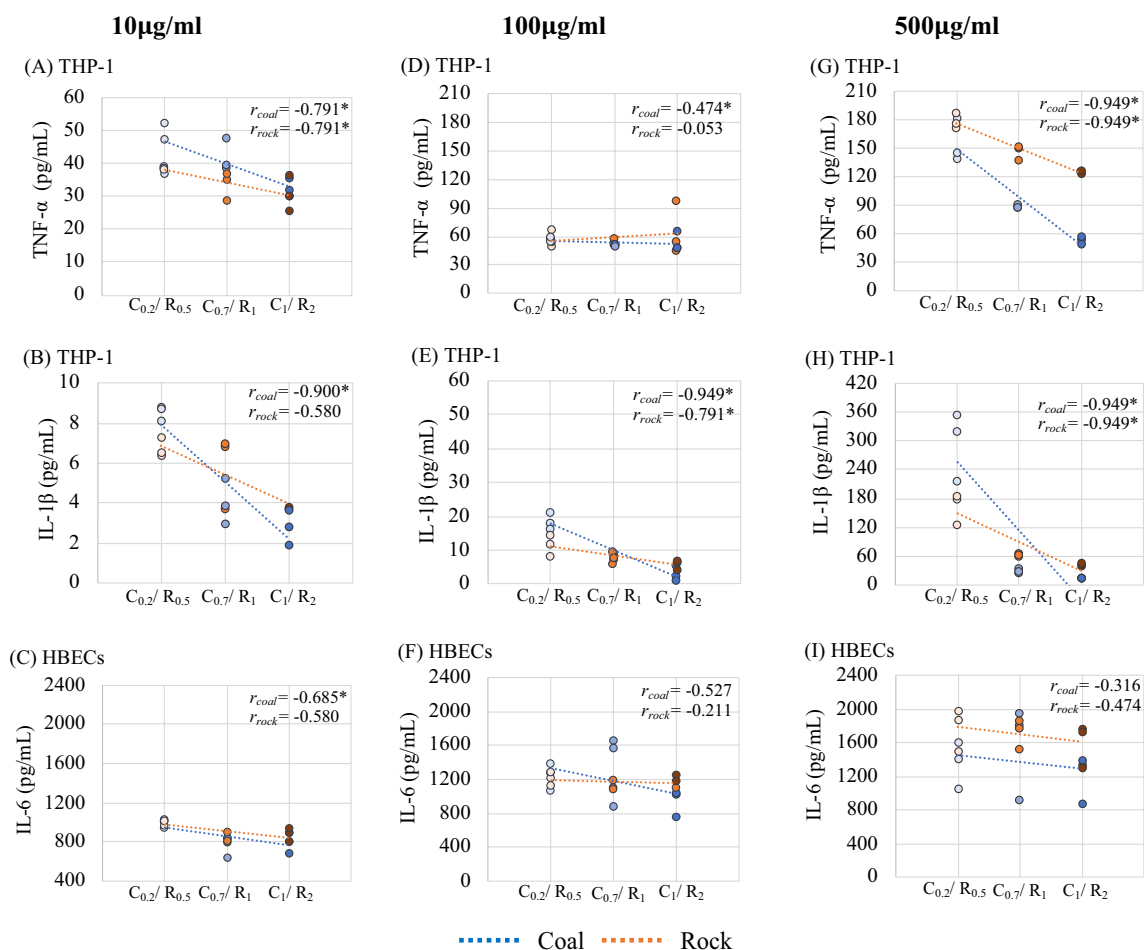 10µg/ml 100µg/ml 500µg/ml
(A) THP-1
r_coal= -0.791*
r_rock= -0.791*
TNF-α (pg/mL)
60
50
40
30
20
10
0
C0.2/ R0.5 C0.7/ R1 C1/ R2
(D) THP-1
r_coal= -0.474*
r_rock= -0.053
TNF-α (pg/mL)
210
180
150
120
90
60
30
0
C0.2/ R0.5 C0.7/ R1 C1/ R2
(G) THP-1
r_coal= -0.949*
r_rock= -0.949*
TNF-α (pg/mL)
210
180
150
120
90
60
30
0
C0.2/ R0.5 C0.7/ R1 C1/ R2
(B) THP-1
r_coal= -0.900*
r_rock= -0.580
IL-1β (pg/mL)
10
8
6
4
2
0
C0.2/ R0.5 C0.7/ R1 C1/ R2
(E) THP-1
r_coal= -0.949*
r_rock= -0.791*
IL-1β (pg/mL)
60
50
40
30
20
10
0
C0.2/ R0.5 C0.7/ R1 C1/ R2
(H) THP-1
r_coal= -0.949*
r_rock= -0.949*
IL-1β (pg/mL)
420
360
300
240
180
120
60
0
C0.2/ R0.5 C0.7/ R1 C1/ R2
(C) HBECs
r_coal= -0.685*
r_rock= -0.580
IL-6 (pg/mL)
2400
2000
1600
1200
800
400
C0.2/ R0.5 C0.7/ R1 C1/ R2
(F) HBECs
r_coal= -0.527
r_rock= -0.211
IL-6 (pg/mL)
2400
2000
1600
1200
800
400
0
C0.2/ R0.5 C0.7/ R1 C1/ R2
(I) HBECs
r_coal= -0.316
r_rock= -0.474
IL-6 (pg/mL)
2400
2000
1600
1200
800
400
0
C0.2/ R0.5 C0.7/ R1 C1/ R2
Coal Rock